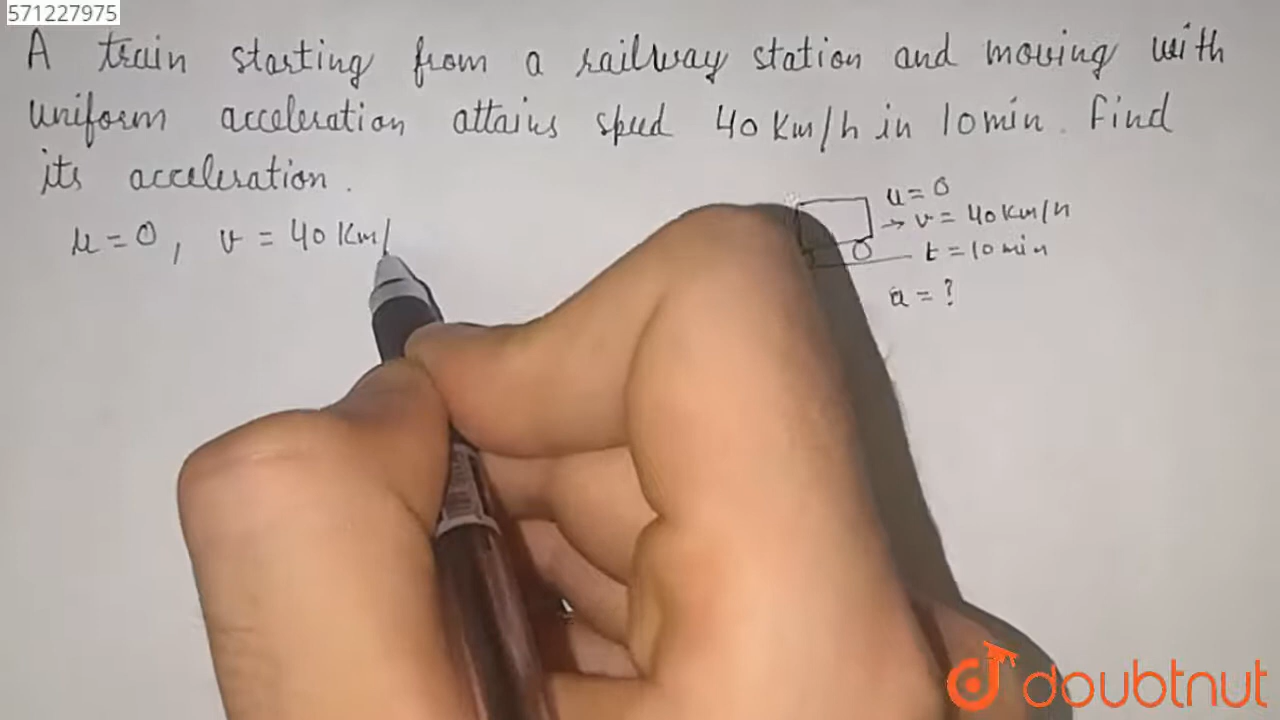 571227975
A train starting from a railway station and moving with
uniform acceleration attains speed 40 Km/h in 10 min. Find
its acceleration.
u = 0
→ v = 40 Km/h
t = 10 min
a = ?
u = 0, v = 40 Km/
doubtnut